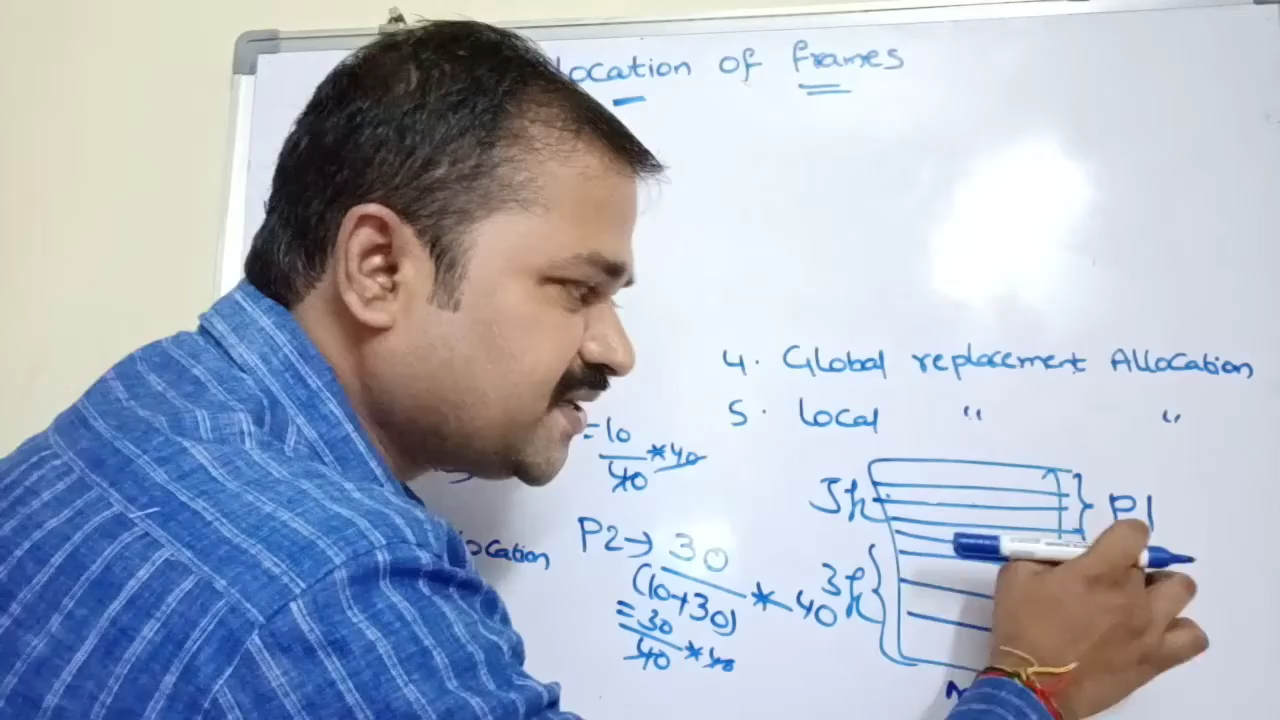 location of frames
4. Global replacement Allocation
5. Local " "
= 10
40 * 40
P2 → 30
(10+30) * 40
= 30
40 * 40
P1